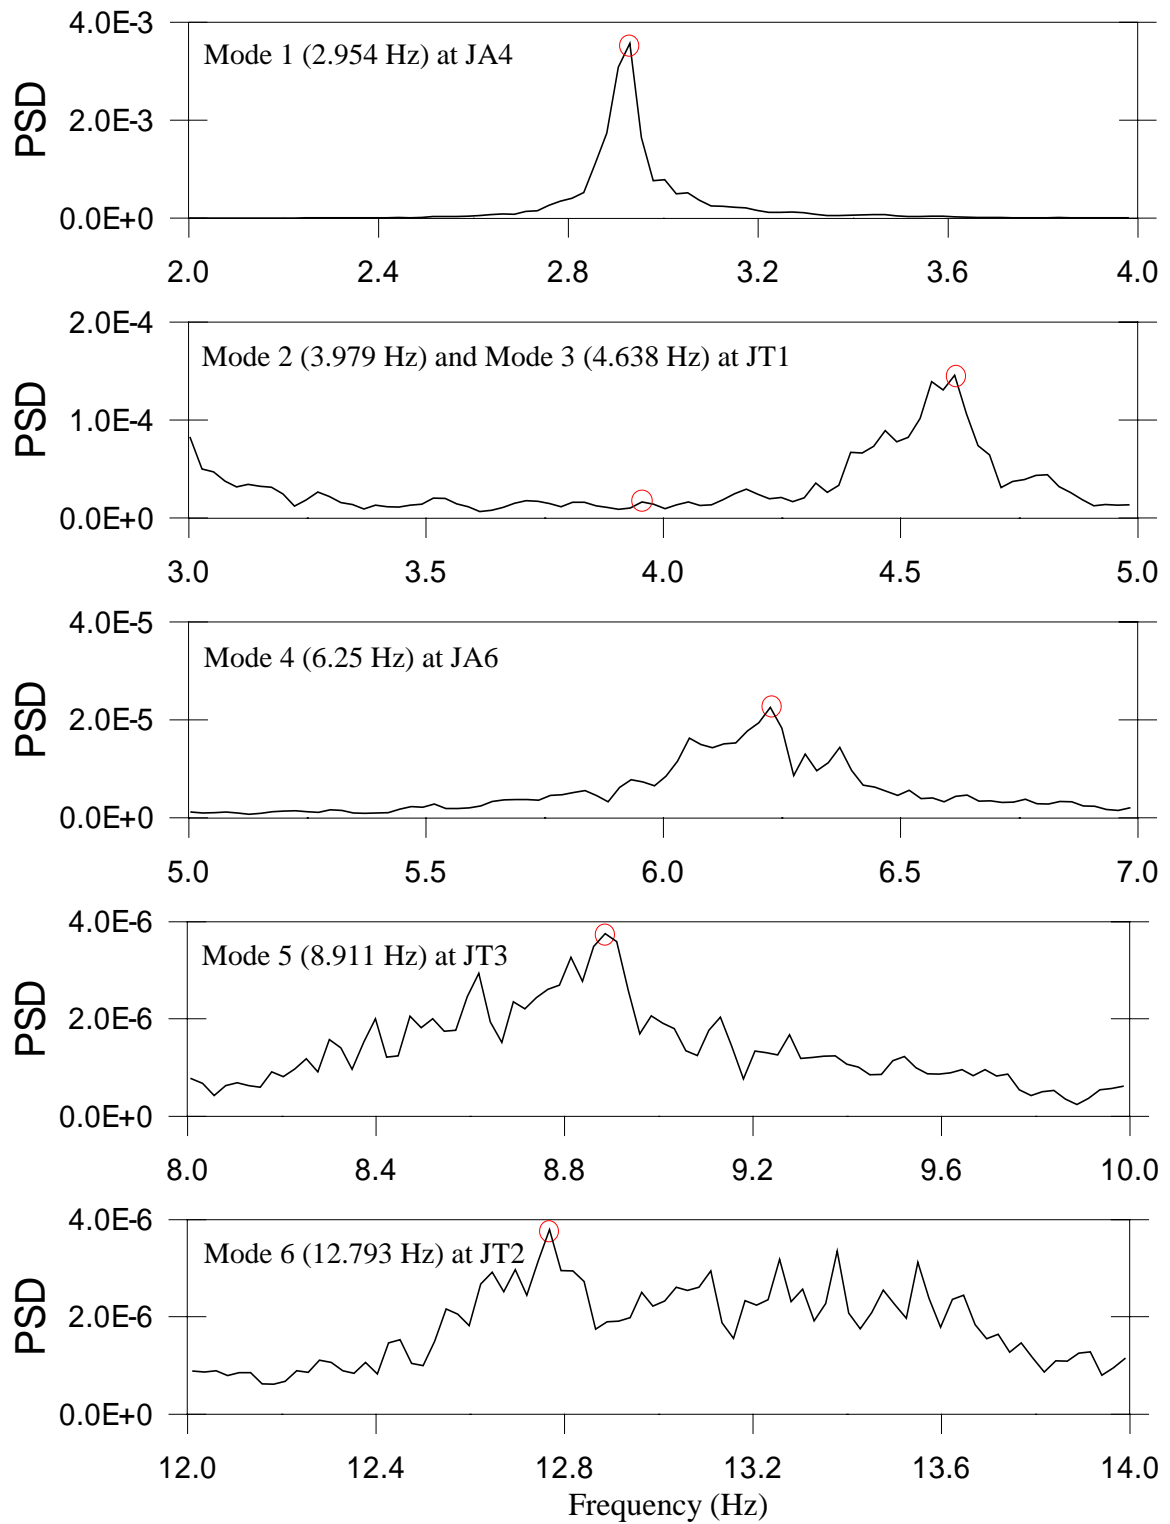 4.0E-3
Mode 1 (2.954 Hz) at JA4
PSD
2.0E-3
0.0E+0
2.0 2.4 2.8 3.2 3.6 4.0
2.0E-4
Mode 2 (3.979 Hz) and Mode 3 (4.638 Hz) at JT1
PSD
1.0E-4
0.0E+0
3.0 3.5 4.0 4.5 5.0
4.0E-5
Mode 4 (6.25 Hz) at JA6
PSD
2.0E-5
0.0E+0
5.0 5.5 6.0 6.5 7.0
4.0E-6
Mode 5 (8.911 Hz) at JT3
PSD
2.0E-6
0.0E+0
8.0 8.4 8.8 9.2 9.6 10.0
4.0E-6
Mode 6 (12.793 Hz) at JT2
PSD
2.0E-6
0.0E+0
12.0 12.4 12.8 13.2 13.6 14.0
Frequency (Hz)